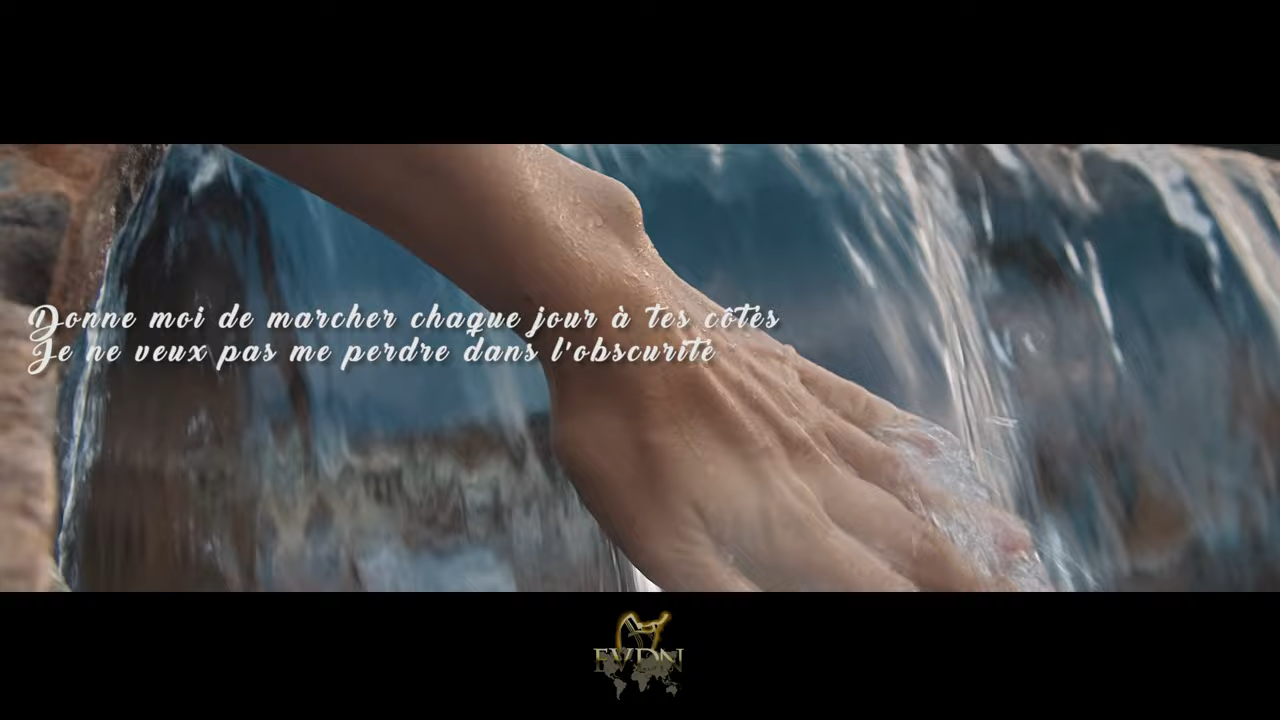 Donne moi de marcher chaque jour à tes côtés
Je ne veux pas me perdre dans l'obscurité
EVDN